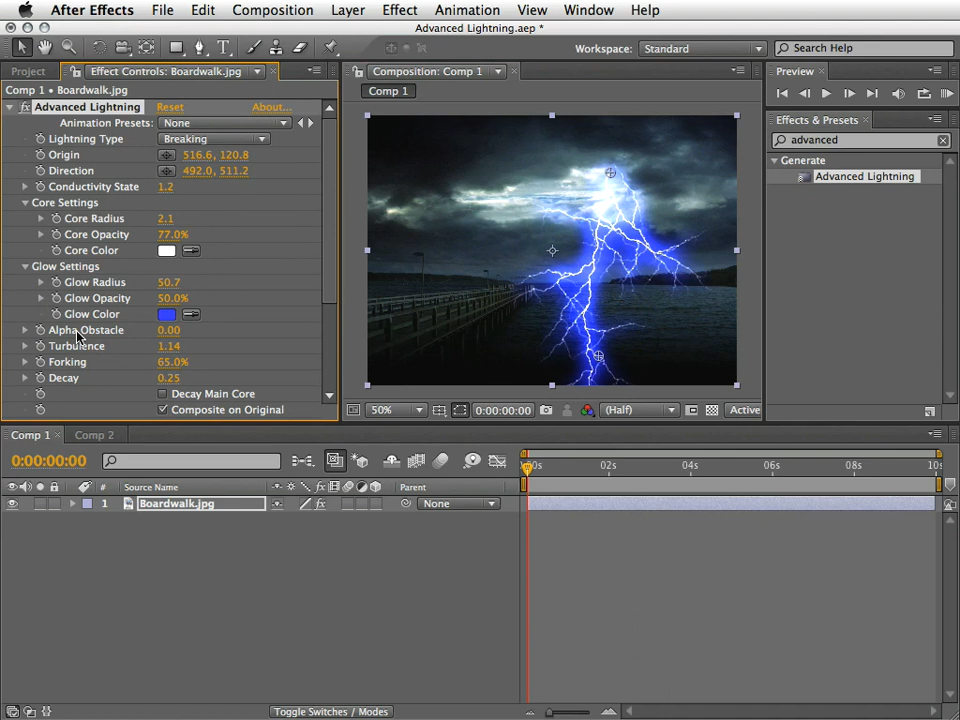 After Effects File Edit Composition Layer Effect Animation View Window Help
Advanced Lightning.aep *
Workspace: Standard Search Help
Project Effect Controls: Boardwalk.jpg
Comp 1 • Boardwalk.jpg
fx Advanced Lightning Reset About...
Animation Presets: None
Lightning Type Breaking
Origin 516.6, 120.8
Direction 492.0, 511.2
Conductivity State 1.2
Core Settings
Core Radius 2.1
Core Opacity 77.0%
Core Color
Glow Settings
Glow Radius 50.7
Glow Opacity 50.0%
Glow Color
Alpha Obstacle 0.00
Turbulence 1.14
Forking 65.0%
Decay 0.25
Decay Main Core
Composite on Original
Composition: Comp 1
Comp 1
50% 0:00:00:00 (Half) Active
Preview
Effects & Presets
advanced
Generate
Advanced Lightning
Comp 1 Comp 2
0:00:00:00
# Source Name fx Parent
1 Boardwalk.jpg fx None
00s 02s 04s 06s 08s 10s
Toggle Switches / Modes